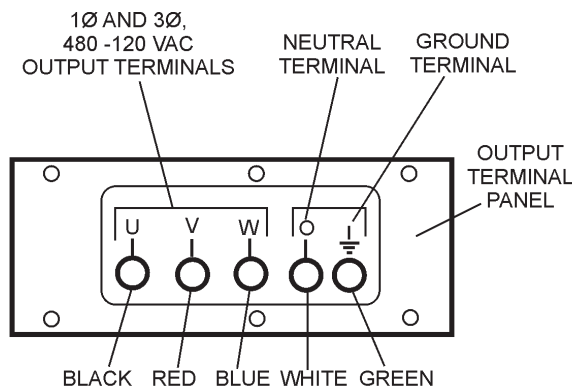 1Ø AND 3Ø,
480 -120 VAC
OUTPUT TERMINALS
NEUTRAL
TERMINAL
GROUND
TERMINAL
OUTPUT
TERMINAL
PANEL
U V W O
BLACK RED BLUE WHITE GREEN